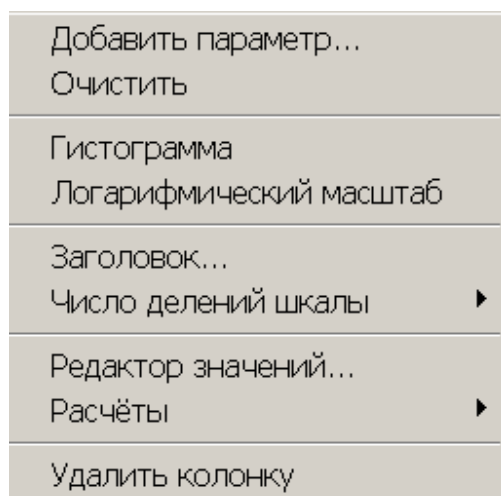 Добавить параметр...
Очистить
Гистограмма
Логарифмический масштаб
Заголовок...
Число делений шкалы
Редактор значений...
Расчёты
Удалить колонку